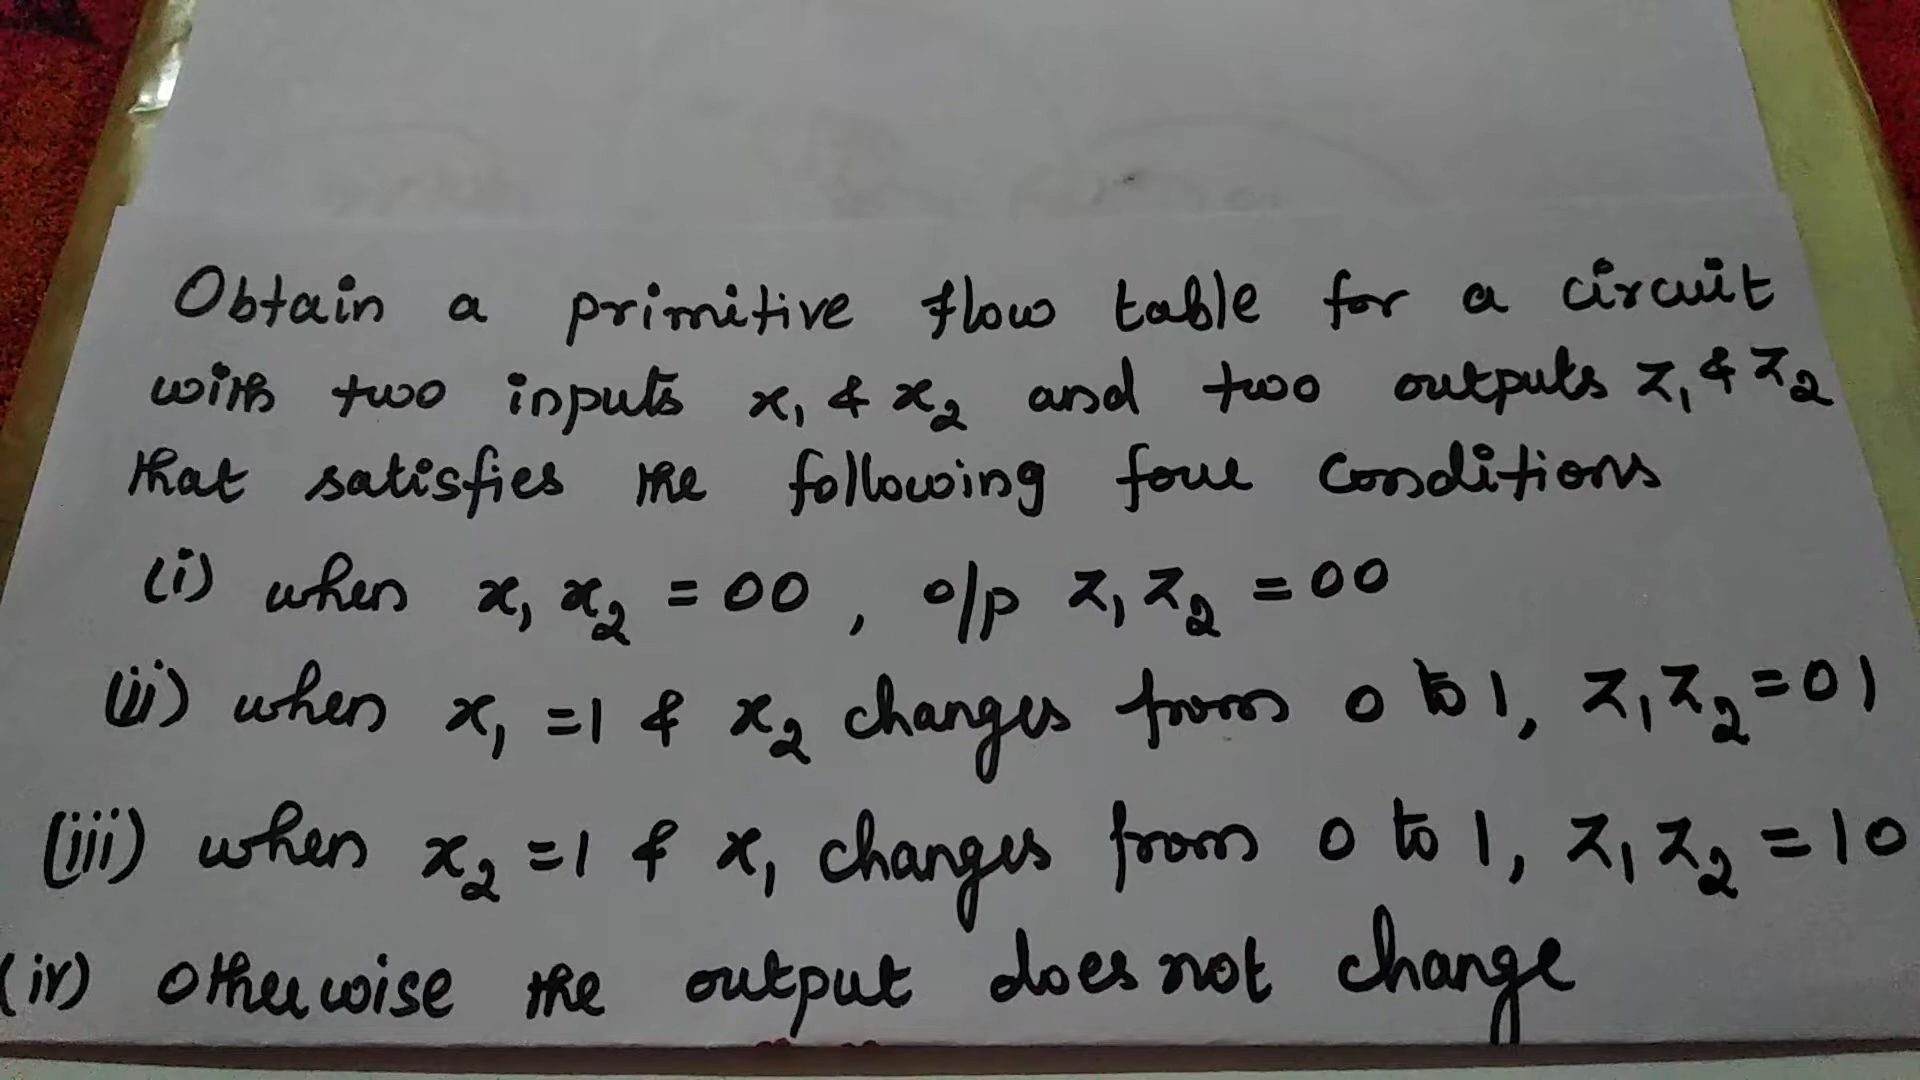 Obtain a primitive flow table for a circuit
with two inputs x₁ & x₂ and two outputs z₁ & z₂
that satisfies the following four conditions
(i) when x₁ x₂ = 00 , o/p z₁ z₂ = 00
(ii) when x₁ = 1 & x₂ changes from 0 to 1, z₁ z₂ = 01
(iii) when x₂ = 1 & x₁ changes from 0 to 1, z₁ z₂ = 10
(iv) otherwise the output does not change